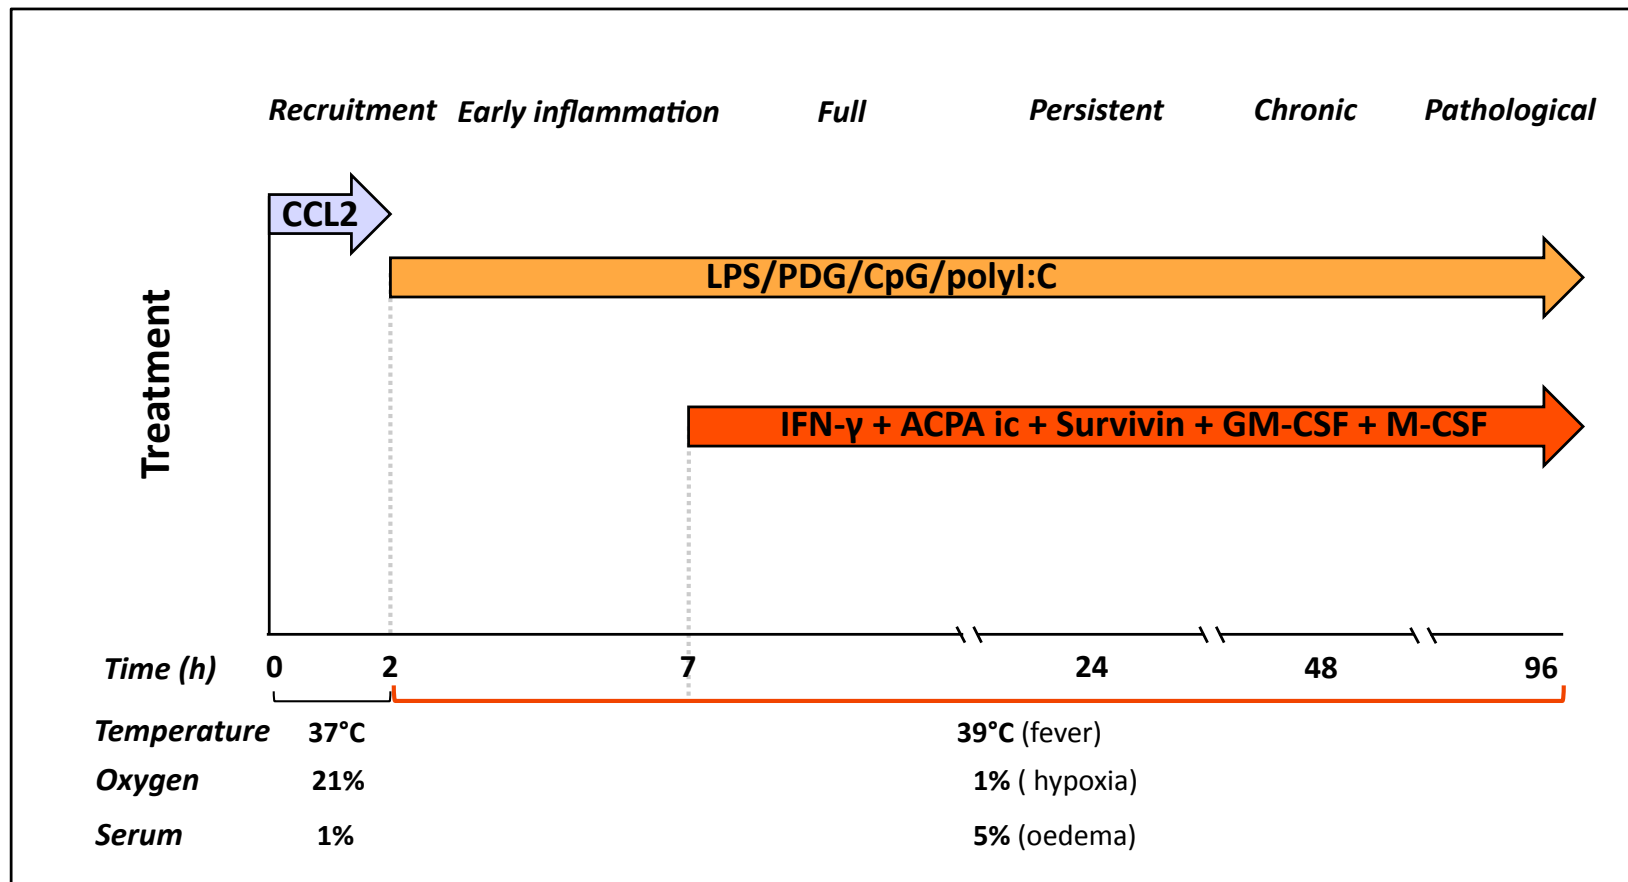 Recruitment Early inflammation Full Persistent Chronic Pathological
CCL2
LPS/PDG/CpG/polyI:C
Treatment
IFN-γ + ACPA ic + Survivin + GM-CSF + M-CSF
Time (h) 0 2 7 24 48 96
Temperature 37°C 39°C (fever)
Oxygen 21% 1% ( hypoxia)
Serum 1% 5% (oedema)